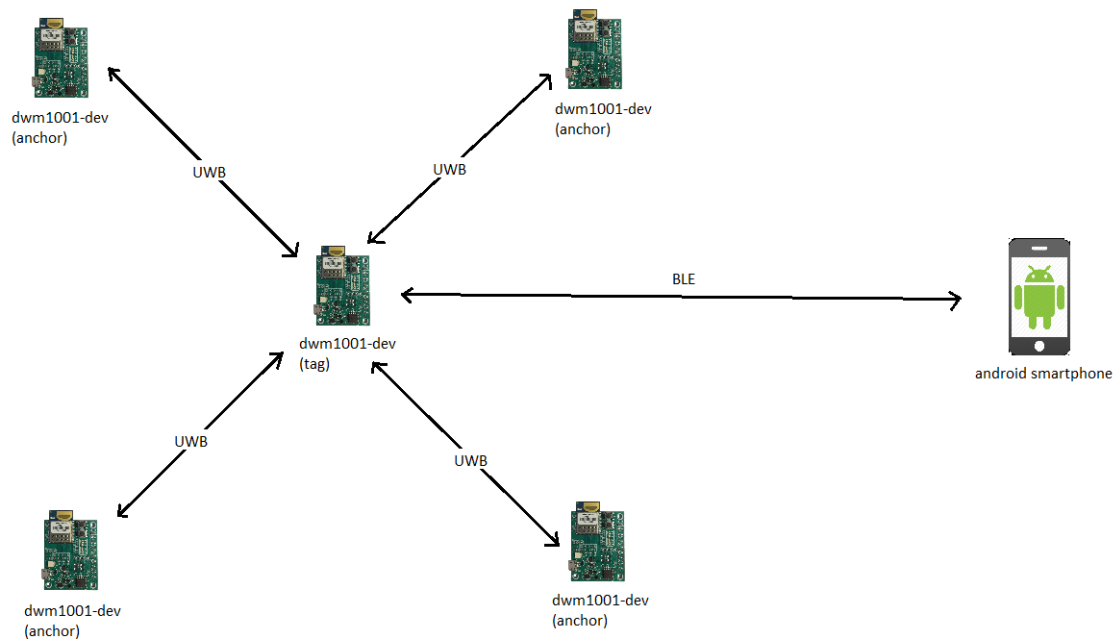 dwm1001-dev
(anchor)
dwm1001-dev
(anchor)
UWB
UWB
BLE
dwm1001-dev
(tag)
android smartphone
UWB
UWB
dwm1001-dev
(anchor)
dwm1001-dev
(anchor)